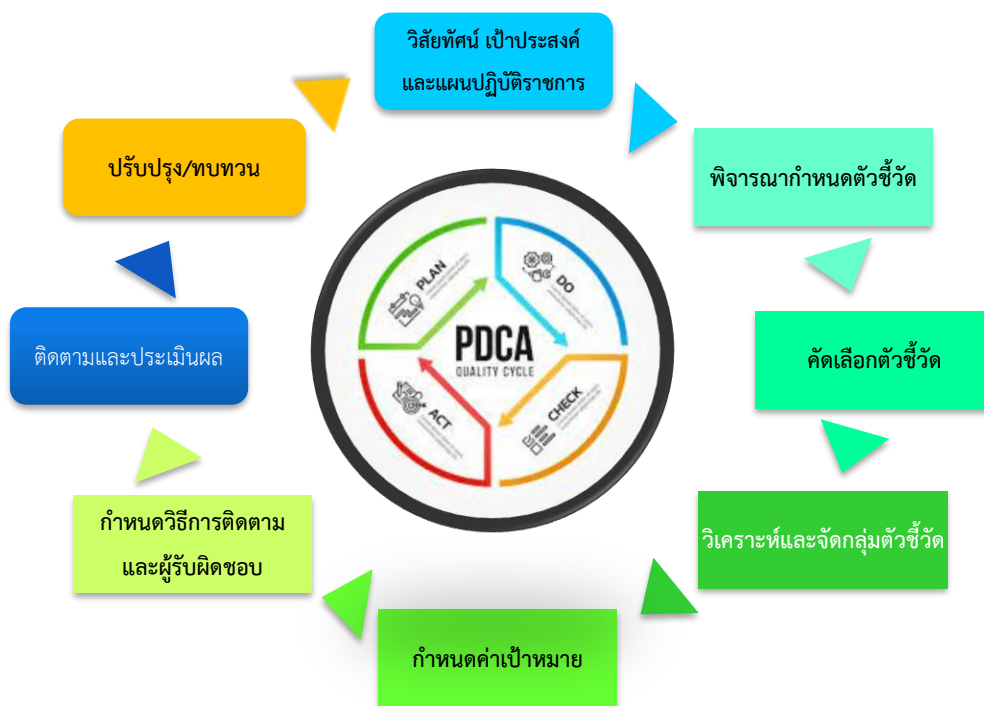 วิสัยทัศน์ เป้าประสงค์
และแผนปฏิบัติราชการ
พิจารณากำหนดตัวชี้วัด
คัดเลือกตัวชี้วัด
วิเคราะห์และจัดกลุ่มตัวชี้วัด
กำหนดค่าเป้าหมาย
กำหนดวิธีการติดตาม
และผู้รับผิดชอบ
ติดตามและประเมินผล
ปรับปรุง/ทบทวน
PLAN
DO
CHECK
ACT
PDCA
QUALITY CYCLE